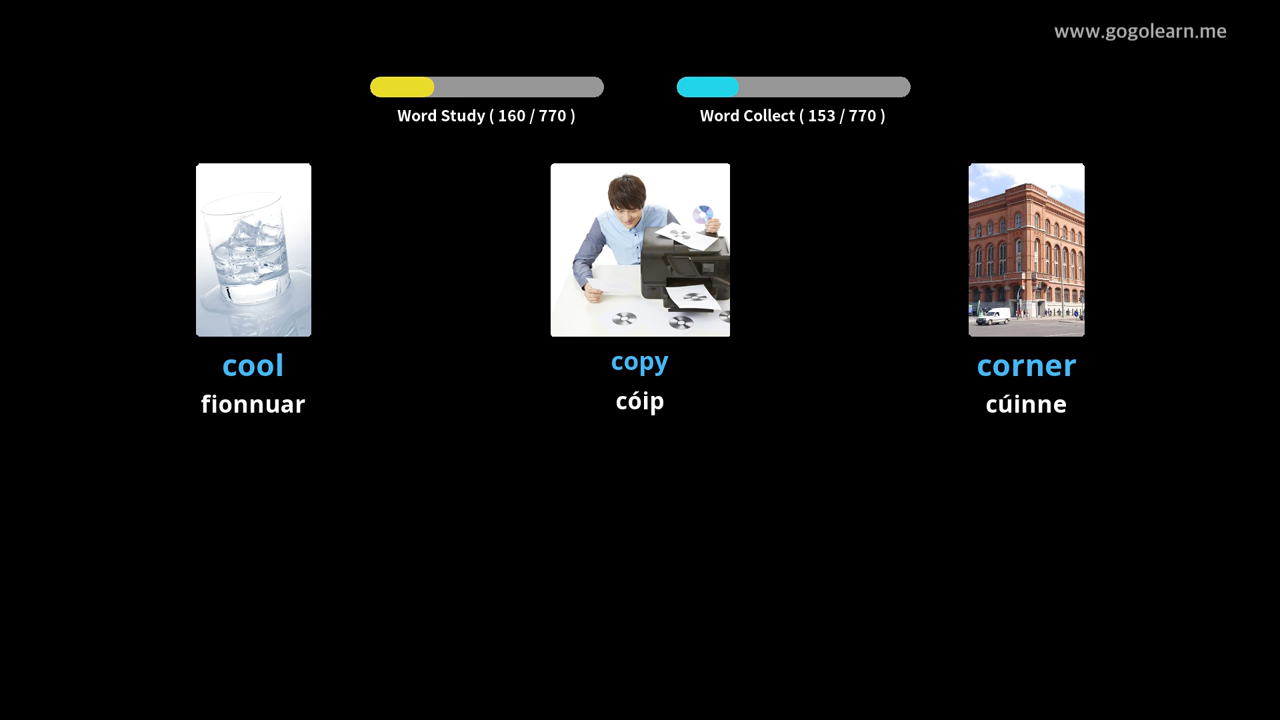 www.gogolearn.me
Word Study ( 160 / 770 )
Word Collect ( 153 / 770 )
cool
fionnuar
copy
cóip
corner
cúinne